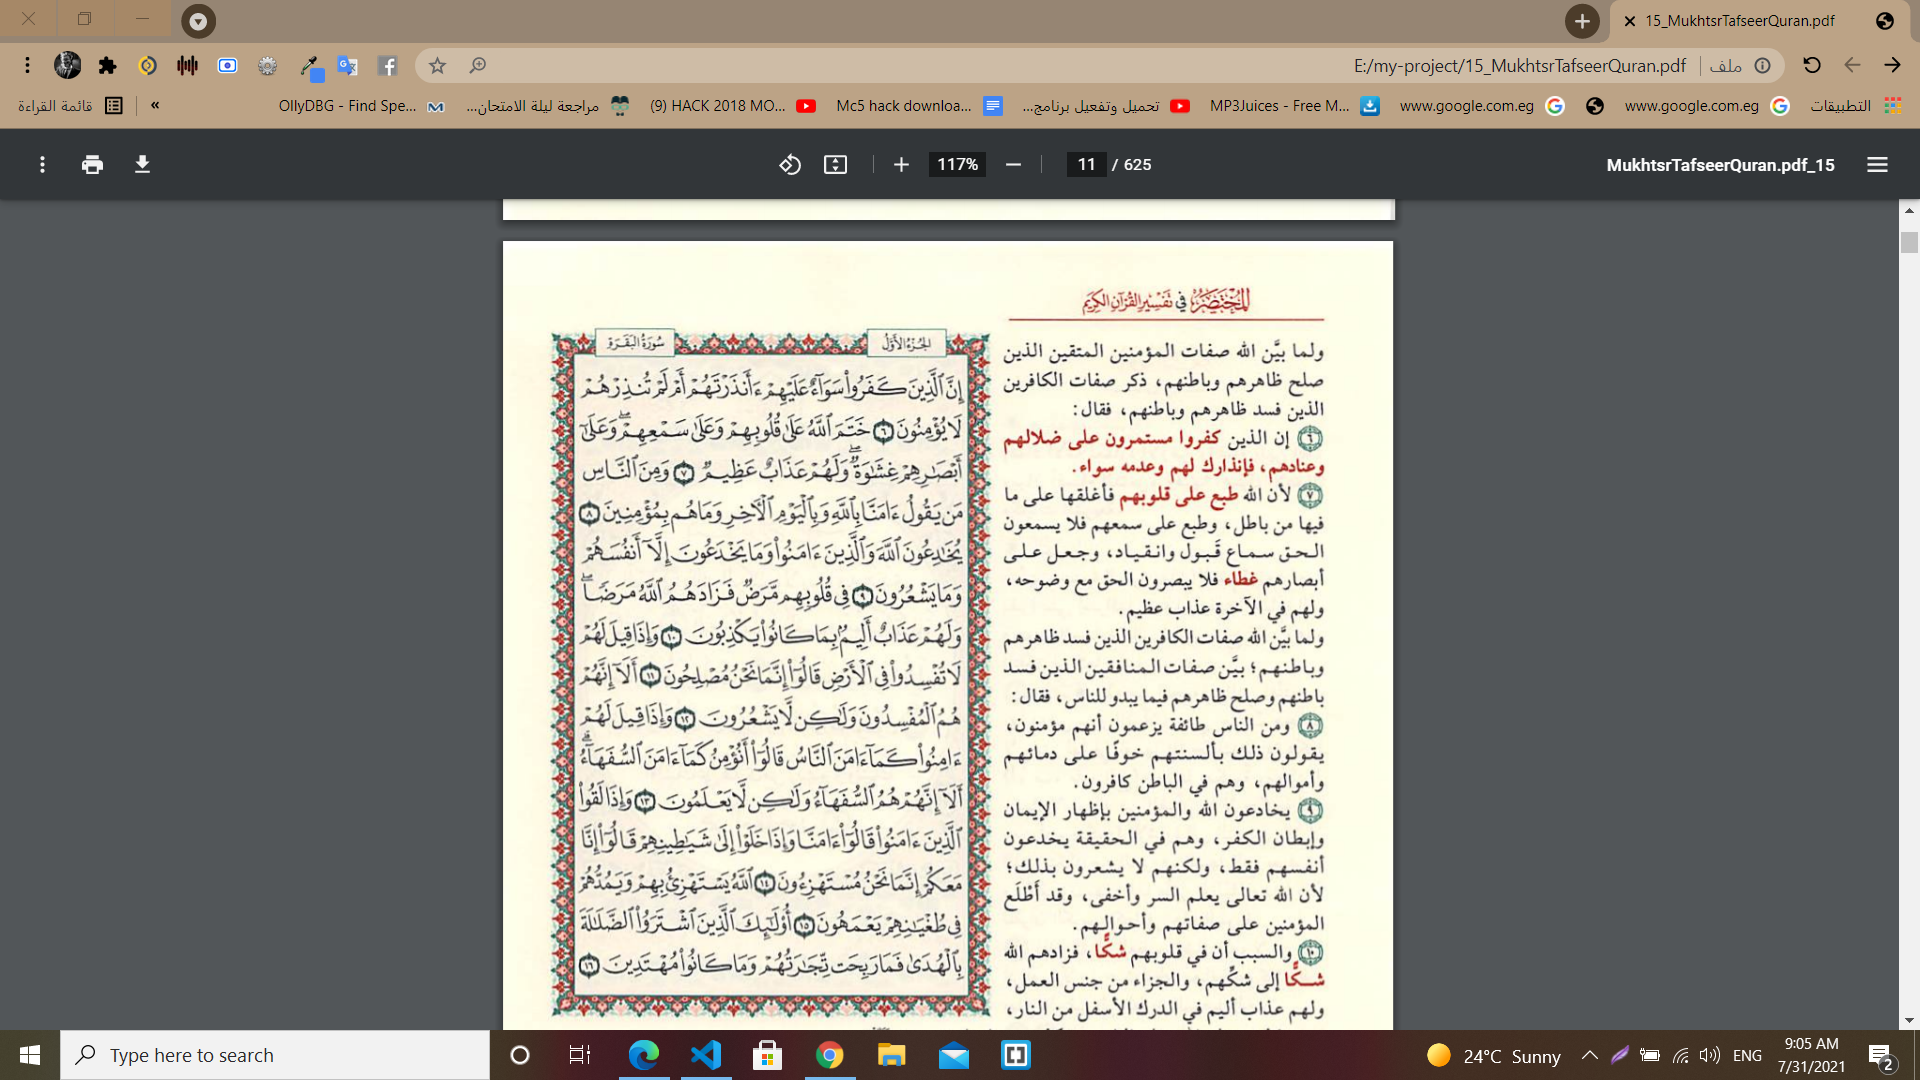 15_MukhtsrTafseerQuran.pdf
E:/my-project/15_MukhtsrTafseerQuran.pdf
ملف
التطبيقات
www.google.com.eg
www.google.com.eg
MP3Juices - Free M...
تحميل وتفعيل برنامج...
Mc5 hack downloa...
(9) HACK 2018 MO...
مراجعة ليلة الامتحان...
OllyDBG - Find Spe...
«
قائمة القراءة
MukhtsrTafseerQuran.pdf_15
11 / 625
117%
المختصر في تفسير القرآن الكريم
ولما بيَّن الله صفات المؤمنين المتقين الذين
صلح ظاهرهم وباطنهم، ذكر صفات الكافرين
الذين فسد ظاهرهم وباطنهم، فقال:
٦ إن الذين كفروا مستمرون على ضلالهم
وعنادهم، فإنذارك لهم وعدمه سواء.
٧ لأن الله طبع على قلوبهم فأغلقها على ما
فيها من باطل، وطبع على سمعهم فلا يسمعون
الحق سماع قَبول وانقياد، وجعل على
أبصارهم غطاء فلا يبصرون الحق مع وضوحه،
ولهم في الآخرة عذاب عظيم.
ولما بيَّن الله صفات الكافرين الذين فسد ظاهرهم
وباطنهم؛ بيَّن صفات المنافقين الذين فسد
باطنهم وصلح ظاهرهم فيما يبدو للناس، فقال:
٨ ومن الناس طائفة يزعمون أنهم مؤمنون،
يقولون ذلك بألسنتهم خوفًا على دمائهم
وأموالهم، وهم في الباطن كافرون.
٩ يخادعون الله والمؤمنين بإظهار الإيمان
وإبطان الكفر، وهم في الحقيقة يخدعون
أنفسهم فقط، ولكنهم لا يشعرون بذلك؛
لأن الله تعالى يعلم السر وأخفى، وقد أَطْلَع
المؤمنين على صفاتهم وأحوالهم.
١٠ والسبب أن في قلوبهم شكًّا، فزادهم الله
شكًّا إلى شكِّهم، والجزاء من جنس العمل،
ولهم عذاب أليم في الدرك الأسفل من النار،
الجزء الأول
سورة البقرة
إِنَّ ٱلَّذِينَ كَفَرُوا۟ سَوَآءٌ عَلَيْهِمْ ءَأَنذَرْتَهُمْ أَمْ لَمْ تُنذِرْهُمْ
لَا يُؤْمِنُونَ ٦ خَتَمَ ٱللَّهُ عَلَىٰ قُلُوبِهِمْ وَعَلَىٰ سَمْعِهِمْ ۖ وَعَلَىٰٓ
أَبْصَـٰرِهِمْ غِشَـٰوَةٌ ۖ وَلَهُمْ عَذَابٌ عَظِيمٌ ٧ وَمِنَ ٱلنَّاسِ
مَن يَقُولُ ءَامَنَّا بِٱللَّهِ وَبِٱلْيَوْمِ ٱلْـَٔاخِرِ وَمَا هُم بِمُؤْمِنِينَ ٨
يُخَـٰدِعُونَ ٱللَّهَ وَٱلَّذِينَ ءَامَنُوا۟ وَمَا يَخْدَعُونَ إِلَّآ أَنفُسَهُمْ
وَمَا يَشْعُرُونَ ٩ فِى قُلُوبِهِم مَّرَضٌ فَزَادَهُمُ ٱللَّهُ مَرَضًا ۖ
وَلَهُمْ عَذَابٌ أَلِيمٌۢ بِمَا كَانُوا۟ يَكْذِبُونَ ١٠ وَإِذَا قِيلَ لَهُمْ
لَا تُفْسِدُوا۟ فِى ٱلْأَرْضِ قَالُوٓا۟ إِنَّمَا نَحْنُ مُصْلِحُونَ ١١ أَلَآ إِنَّهُمْ
هُمُ ٱلْمُفْسِدُونَ وَلَـٰكِن لَّا يَشْعُرُونَ ١٢ وَإِذَا قِيلَ لَهُمْ
ءَامِنُوا۟ كَمَآ ءَامَنَ ٱلنَّاسُ قَالُوٓا۟ أَنُؤْمِنُ كَمَآ ءَامَنَ ٱلسُّفَهَآءُ ۗ
أَلَآ إِنَّهُمْ هُمُ ٱلسُّفَهَآءُ وَلَـٰكِن لَّا يَعْلَمُونَ ١٣ وَإِذَا لَقُوا۟
ٱلَّذِينَ ءَامَنُوا۟ قَالُوٓا۟ ءَامَنَّا وَإِذَا خَلَوْا۟ إِلَىٰ شَيَـٰطِينِهِمْ قَالُوٓا۟ إِنَّا
مَعَكُمْ إِنَّمَا نَحْنُ مُسْتَهْزِءُونَ ١٤ ٱللَّهُ يَسْتَهْزِئُ بِهِمْ وَيَمُدُّهُمْ
فِى طُغْيَـٰنِهِمْ يَعْمَهُونَ ١٥ أُو۟لَـٰٓئِكَ ٱلَّذِينَ ٱشْتَرَوُا۟ ٱلضَّلَـٰلَةَ
بِٱلْهُدَىٰ فَمَا رَبِحَت تِّجَـٰرَتُهُمْ وَمَا كَانُوا۟ مُهْتَدِينَ ١٦
Type here to search
24°C Sunny
ENG
9:05 AM
7/31/2021
2